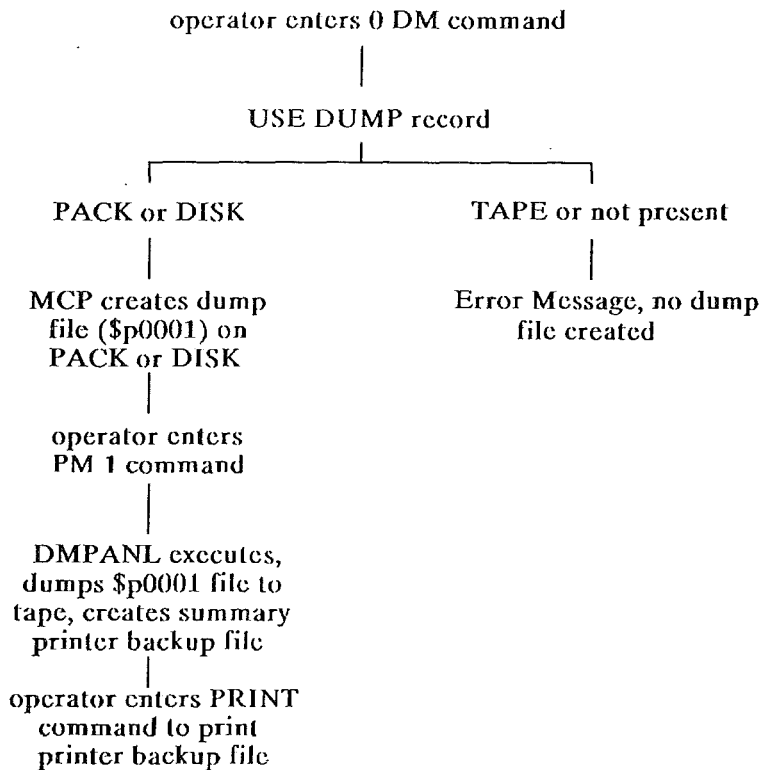 operator enters 0 DM command
USE DUMP record
PACK or DISK
TAPE or not present
MCP creates dump
file ($p0001) on
PACK or DISK
Error Message, no dump
file created
operator enters
PM 1 command
DMPANL executes,
dumps $p0001 file to
tape, creates summary
printer backup file
operator enters PRINT
command to print
printer backup file